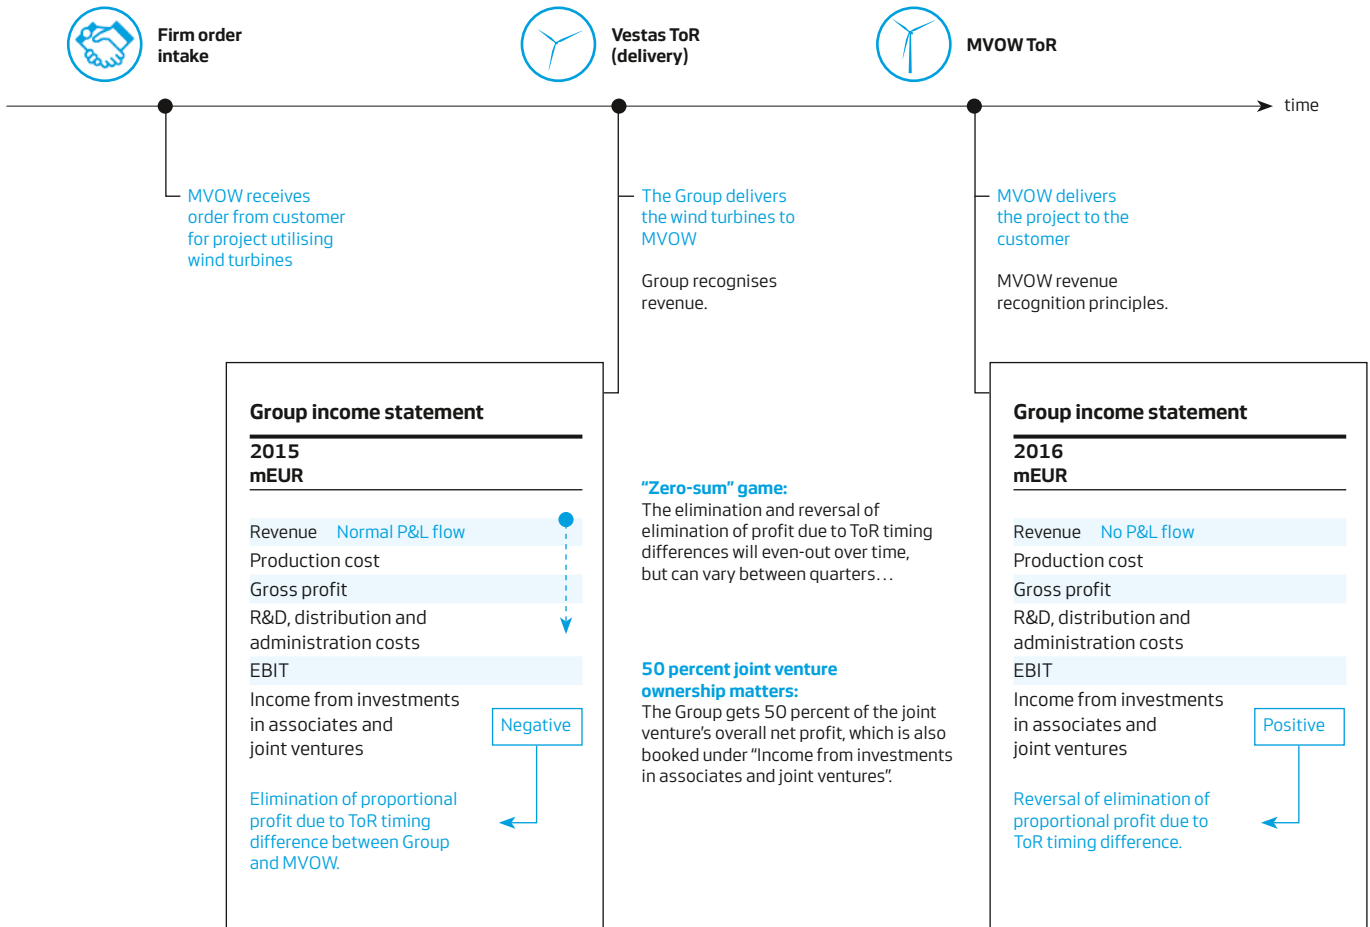 Firm order
intake
Vestas ToR
(delivery)
MVOW ToR
time
MVOW receives
order from customer
for project utilising
wind turbines
The Group delivers
the wind turbines to
MVOW
Group recognises
revenue.
MVOW delivers
the project to the
customer
MVOW revenue
recognition principles.
Group income statement
2015
mEUR
Revenue Normal P&L flow
Production cost
Gross profit
R&D, distribution and
administration costs
EBIT
Income from investments
in associates and
joint ventures
Negative
Elimination of proportional
profit due to ToR timing
difference between Group
and MVOW.
“Zero-sum” game:
The elimination and reversal of
elimination of profit due to ToR timing
differences will even-out over time,
but can vary between quarters…
50 percent joint venture
ownership matters:
The Group gets 50 percent of the joint
venture’s overall net profit, which is also
booked under “Income from investments
in associates and joint ventures”.
Group income statement
2016
mEUR
Revenue No P&L flow
Production cost
Gross profit
R&D, distribution and
administration costs
EBIT
Income from investments
in associates and
joint ventures
Positive
Reversal of elimination of
proportional profit due to
ToR timing difference.